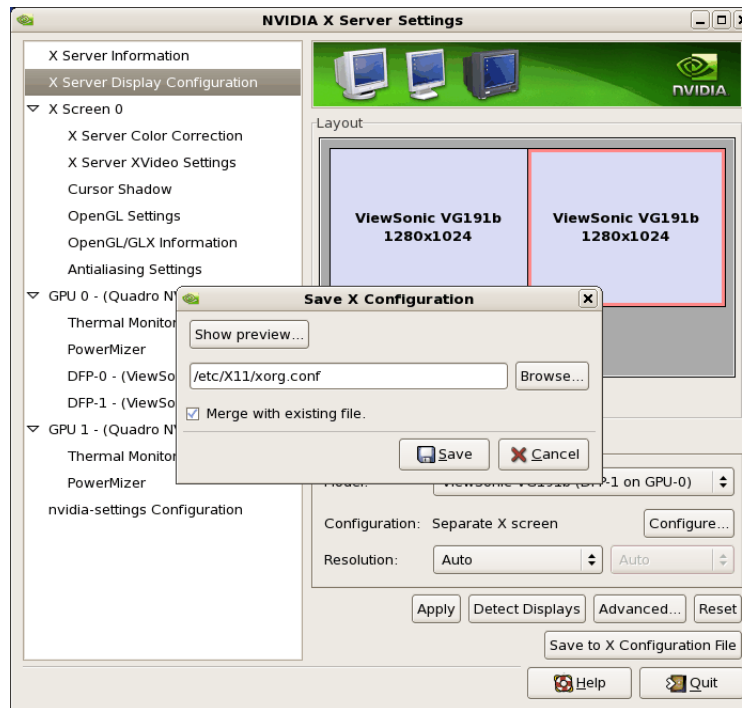 NVIDIA X Server Settings
X Server Information
X Server Display Configuration
X Screen 0
X Server Color Correction
X Server XVideo Settings
Cursor Shadow
OpenGL Settings
OpenGL/GLX Information
Antialiasing Settings
GPU 0 - (Quadro
Thermal Monitor
PowerMizer
DFP-0 - (ViewSo
DFP-1 - (ViewSo
GPU 1 - (Quadro
Thermal Monitor
PowerMizer
nvidia-settings Configuration
NVIDIA
Layout
ViewSonic VG191b
1280x1024
ViewSonic VG191b
1280x1024
Save X Configuration
Show preview...
/etc/X11/xorg.conf
Browse...
Merge with existing file.
Save
Cancel
Model: ViewSonic VG191b (DFP-1 on GPU-0)
Configuration: Separate X screen
Configure...
Resolution: Auto
Auto
Apply
Detect Displays
Advanced...
Reset
Save to X Configuration File
Help
Quit